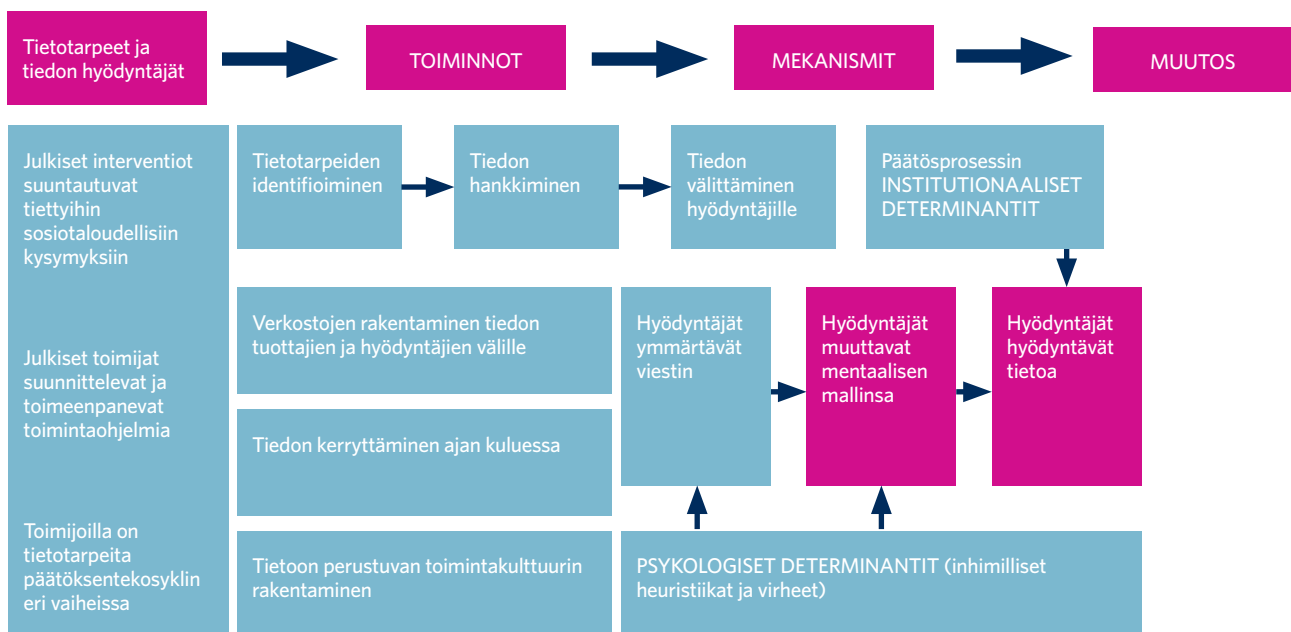 Tietotarpeet ja
tiedon hyödyntäjät
TOIMINNOT
MEKANISMIT
MUUTOS
Julkiset interventiot
suuntautuvat
tiettyihin
sosiotaloudellisiin
kysymyksiin
Julkiset toimijat
suunnittelevat ja
toimeenpanevat
toimintaohjelmia
Toimijoilla on
tietotarpeita
päätöksentekosyklin
eri vaiheissa
Tietotarpeiden
identifioiminen
Tiedon
hankkiminen
Tiedon
välittäminen
hyödyntäjille
Päätösprosessin
INSTITUTIONAALISET
DETERMINANTIT
Verkostojen rakentaminen tiedon
tuottajien ja hyödyntäjien välille
Tiedon kerryttäminen ajan kuluessa
Tietoon perustuvan toimintakulttuurin
rakentaminen
Hyödyntäjät
ymmärtävät
viestin
Hyödyntäjät
muuttavat
mentaalisen
mallinsa
Hyödyntäjät
hyödyntävät
tietoa
PSYKOLOGISET DETERMINANTIT (inhimilliset
heuristiikat ja virheet)